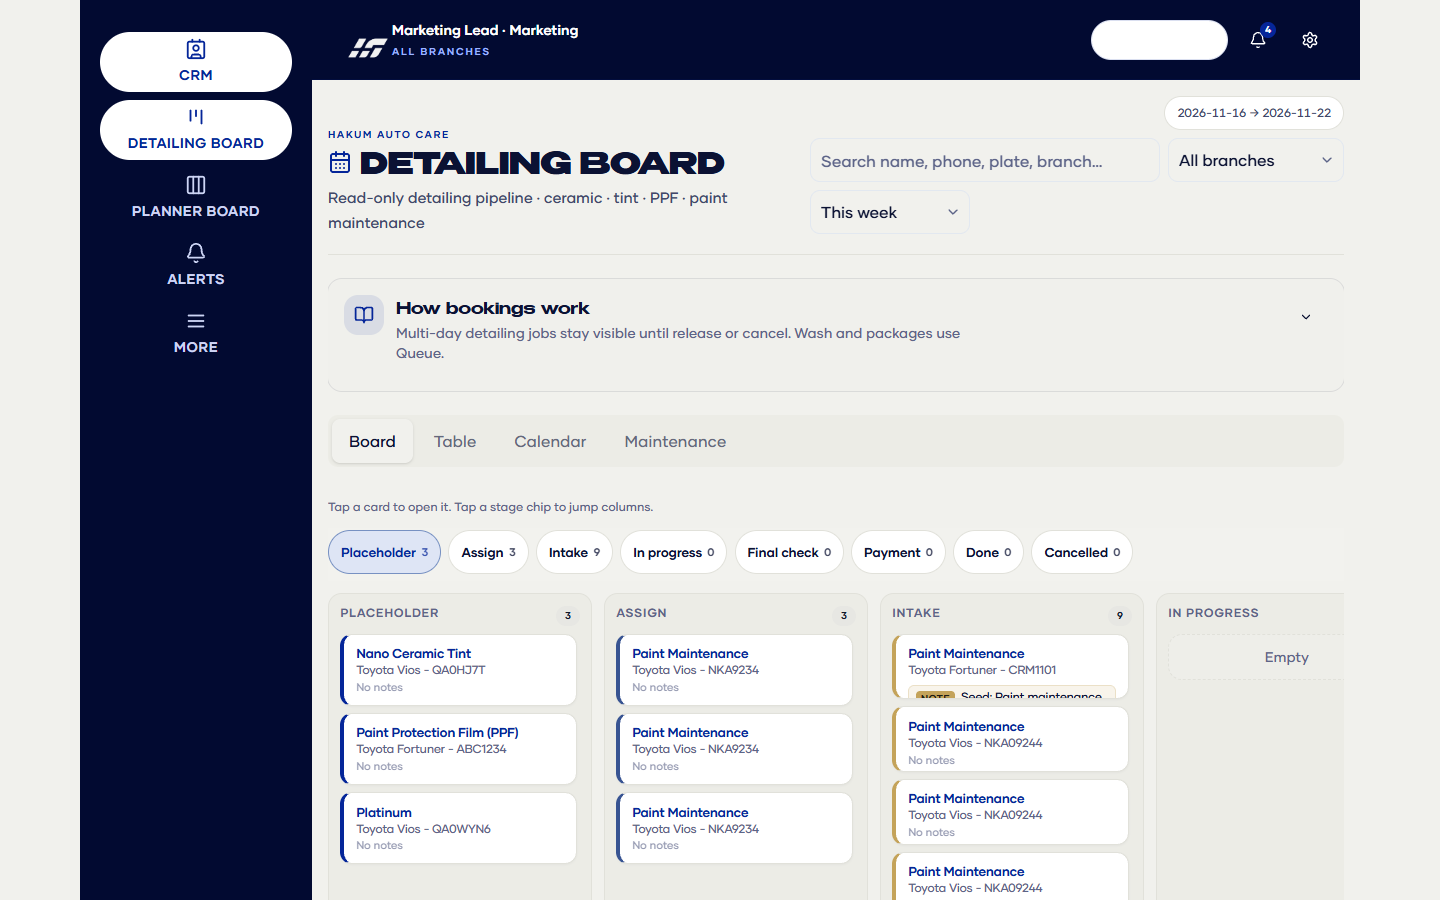 CRM
DETAILING BOARD
PLANNER BOARD
ALERTS
MORE
Marketing Lead · Marketing
ALL BRANCHES
4
2026-11-16 → 2026-11-22
HAKUM AUTO CARE
DETAILING BOARD
Read-only detailing pipeline · ceramic · tint · PPF · paint
maintenance
Search name, phone, plate, branch...
All branches
This week
How bookings work
Multi-day detailing jobs stay visible until release or cancel. Wash and packages use
Queue.
Board Table Calendar Maintenance
Tap a card to open it. Tap a stage chip to jump columns.
Placeholder 3 Assign 3 Intake 9 In progress 0 Final check 0 Payment 0 Done 0 Cancelled 0
PLACEHOLDER 3
Nano Ceramic Tint
Toyota Vios - QA0HJ7T
No notes
Paint Protection Film (PPF)
Toyota Fortuner - ABC1234
No notes
Platinum
Toyota Vios - QA0WYN6
No notes
ASSIGN 3
Paint Maintenance
Toyota Vios - NKA9234
No notes
Paint Maintenance
Toyota Vios - NKA9234
No notes
Paint Maintenance
Toyota Vios - NKA9234
No notes
INTAKE 9
Paint Maintenance
Toyota Fortuner - CRM1101
NOTE Seed: Paint maintenance
Paint Maintenance
Toyota Vios - NKA09244
No notes
Paint Maintenance
Toyota Vios - NKA09244
No notes
Paint Maintenance
Toyota Vios - NKA09244
IN PROGRESS
Empty